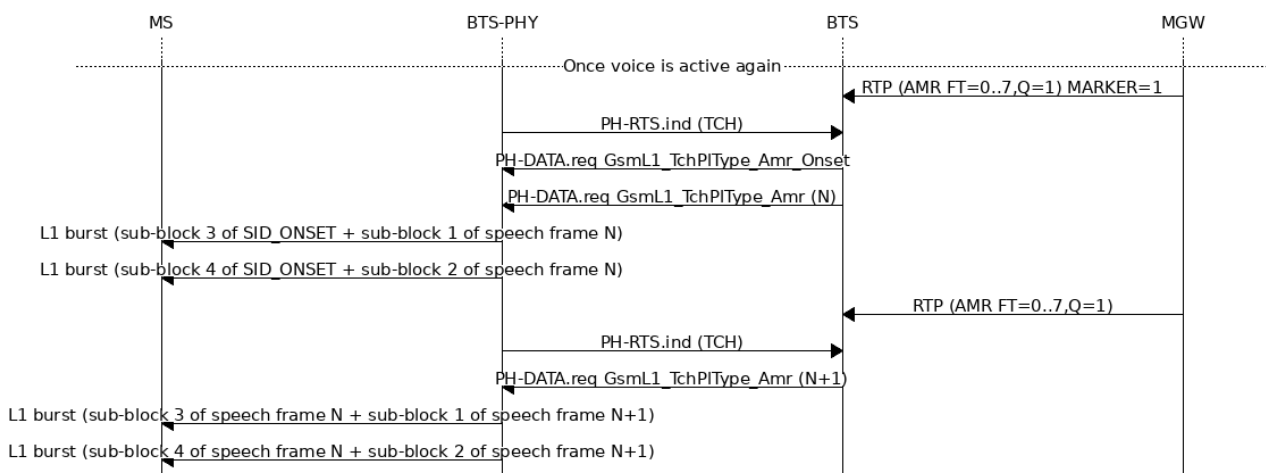 MS BTS-PHY BTS MGW
Once voice is active again
RTP (AMR FT=0..7,Q=1) MARKER=1
PH-RTS.ind (TCH)
PH-DATA.req GsmL1_TchPlType_Amr_Onset
PH-DATA.req GsmL1_TchPlType_Amr (N)
L1 burst (sub-block 3 of SID_ONSET + sub-block 1 of speech frame N)
L1 burst (sub-block 4 of SID_ONSET + sub-block 2 of speech frame N)
RTP (AMR FT=0..7,Q=1)
PH-RTS.ind (TCH)
PH-DATA.req GsmL1_TchPlType_Amr (N+1)
L1 burst (sub-block 3 of speech frame N + sub-block 1 of speech frame N+1)
L1 burst (sub-block 4 of speech frame N + sub-block 2 of speech frame N+1)